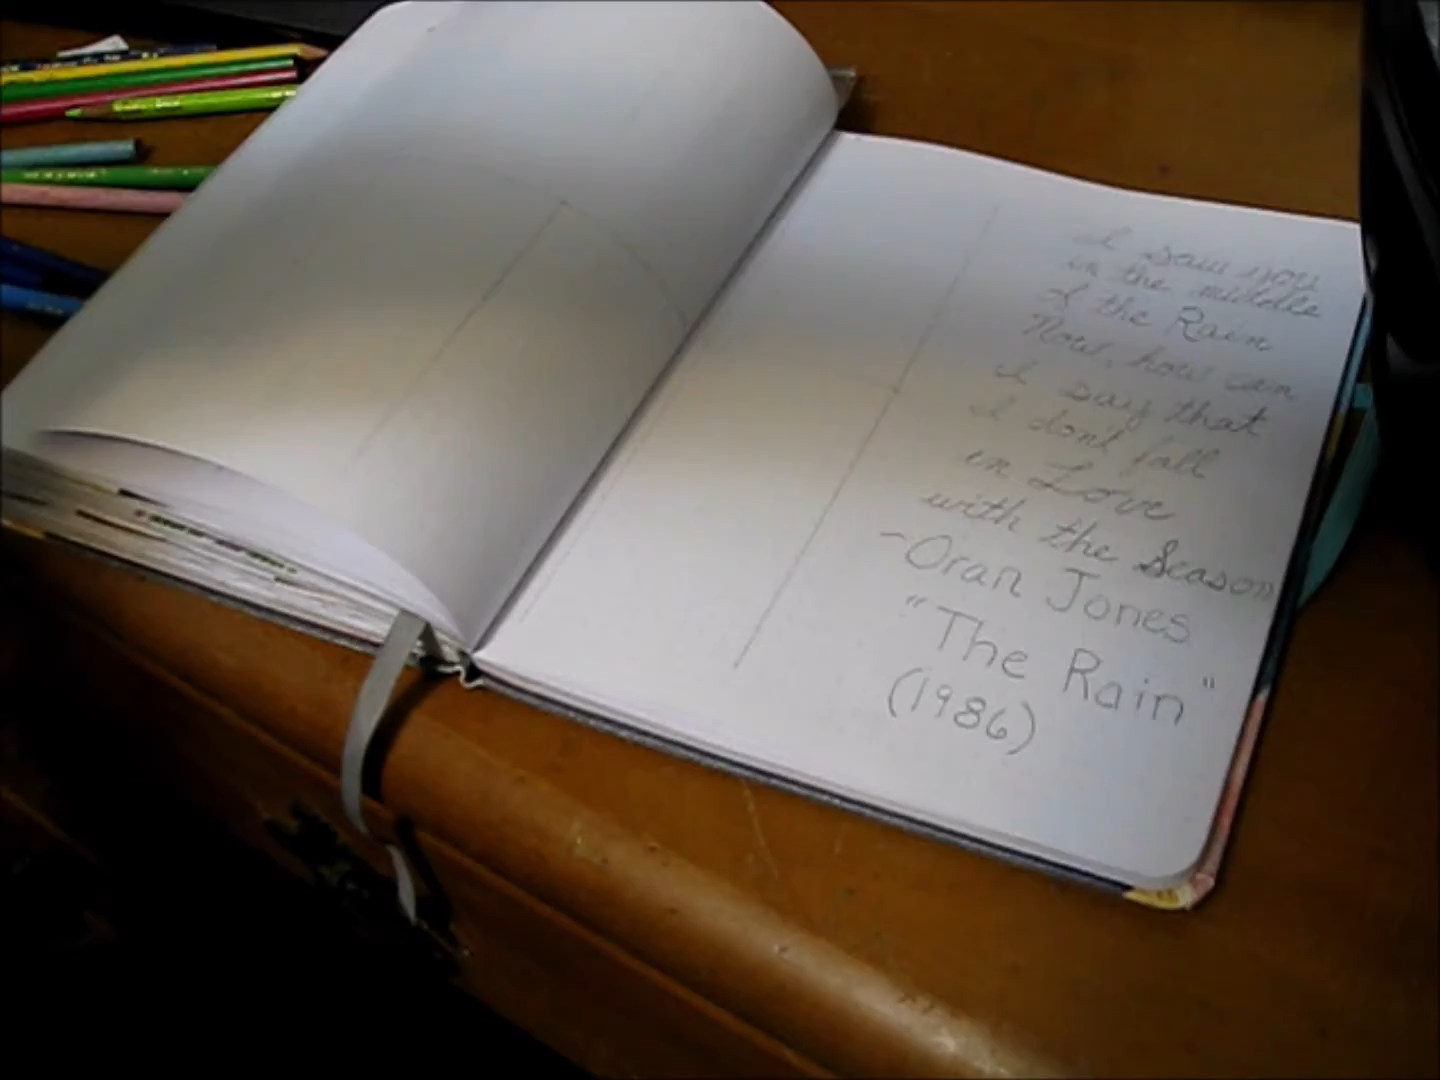 I saw you
in the middle
of the Rain
Now, how can
I say that
I don't fall
in Love
with the Season
~Oran Jones
"The Rain"
(1986)